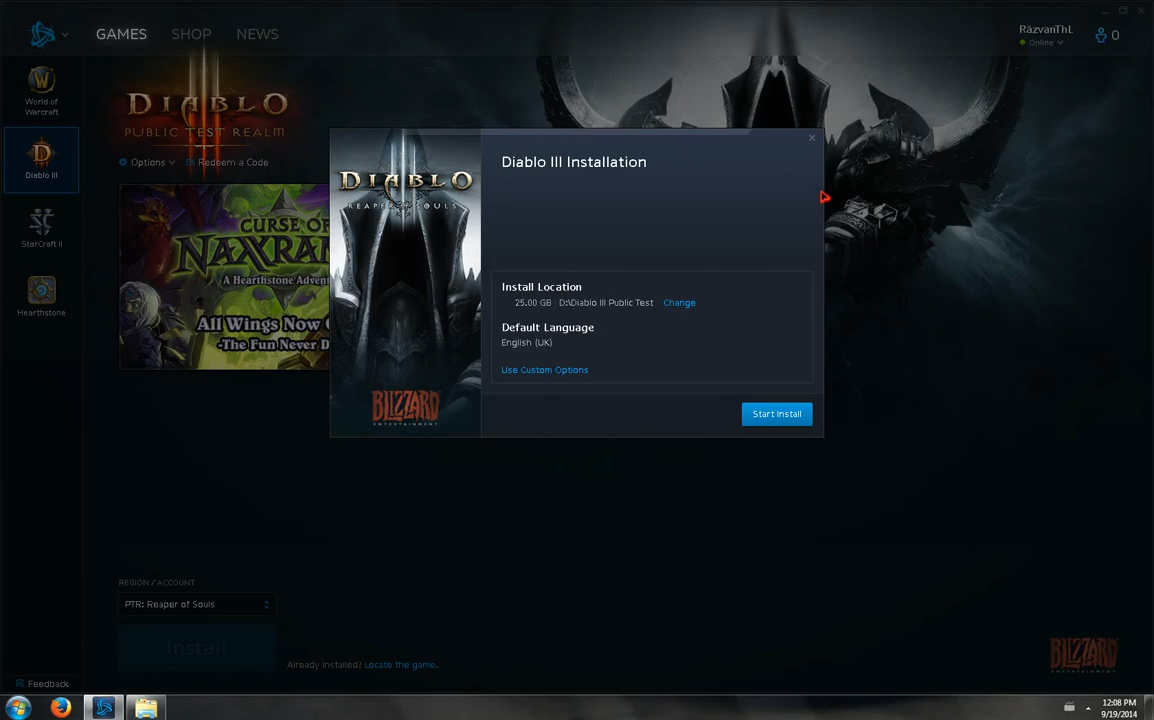 GAMES SHOP NEWS
RăzvanThL
Online
0
World of
Warcraft
Diablo III
StarCraft II
Hearthstone
DIABLO
PUBLIC TEST REALM
Options
Redeem a Code
CURSE OF
NAXXRAM
A Hearthstone Adven
All Wings Now
-The Fun Never D
DIABLO
REAPER OF SOULS
BLIZZARD
ENTERTAINMENT
Diablo III Installation
Install Location
25.00 GB D:\Diablo III Public Test Change
Default Language
English (UK)
Use Custom Options
Start Install
REGION / ACCOUNT
PTR: Reaper of Souls
Install
Already Installed? Locate the game.
BLIZZARD
ENTERTAINMENT
Feedback
12:08 PM
9/19/2014